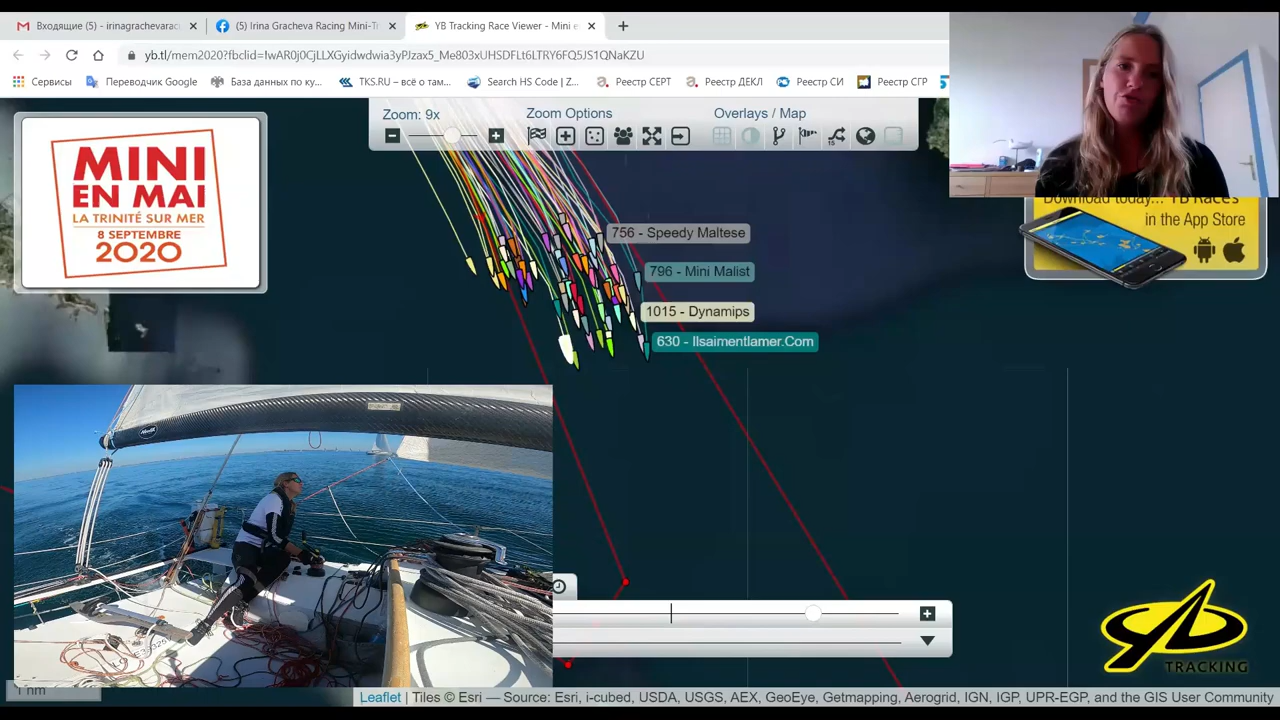 Входящие (5) - irinagrachevarac
(5) Irina Gracheva Racing Mini-Tr
YB Tracking Race Viewer - Mini e
yb.tl/mem2020?fbclid=IwAR0j0CjLLXGyidwdwia3yPJzax5_Me803xUHSDFLt6LTRY6FQ5JS1QNaKZU
Сервисы
Переводчик Google
База данных по ку...
TKS.RU – всё о там...
Search HS Code | Z...
Реестр СЕРТ
Реестр ДЕКЛ
Реестр СИ
Реестр СГР
Zoom: 9x
Zoom Options
Overlays / Map
15
MINI
EN MAI
LA TRINITÉ SUR MER
8 SEPTEMBRE
2020
Download today... YB Races
in the App Store
756 - Speedy Maltese
796 - Mini Malist
1015 - Dynamips
630 - Ilsaimentlamer.Com
TRACKING
1 nm
Leaflet | Tiles © Esri — Source: Esri, i-cubed, USDA, USGS, AEX, GeoEye, Getmapping, Aerogrid, IGN, IGP, UPR-EGP, and the GIS User Community